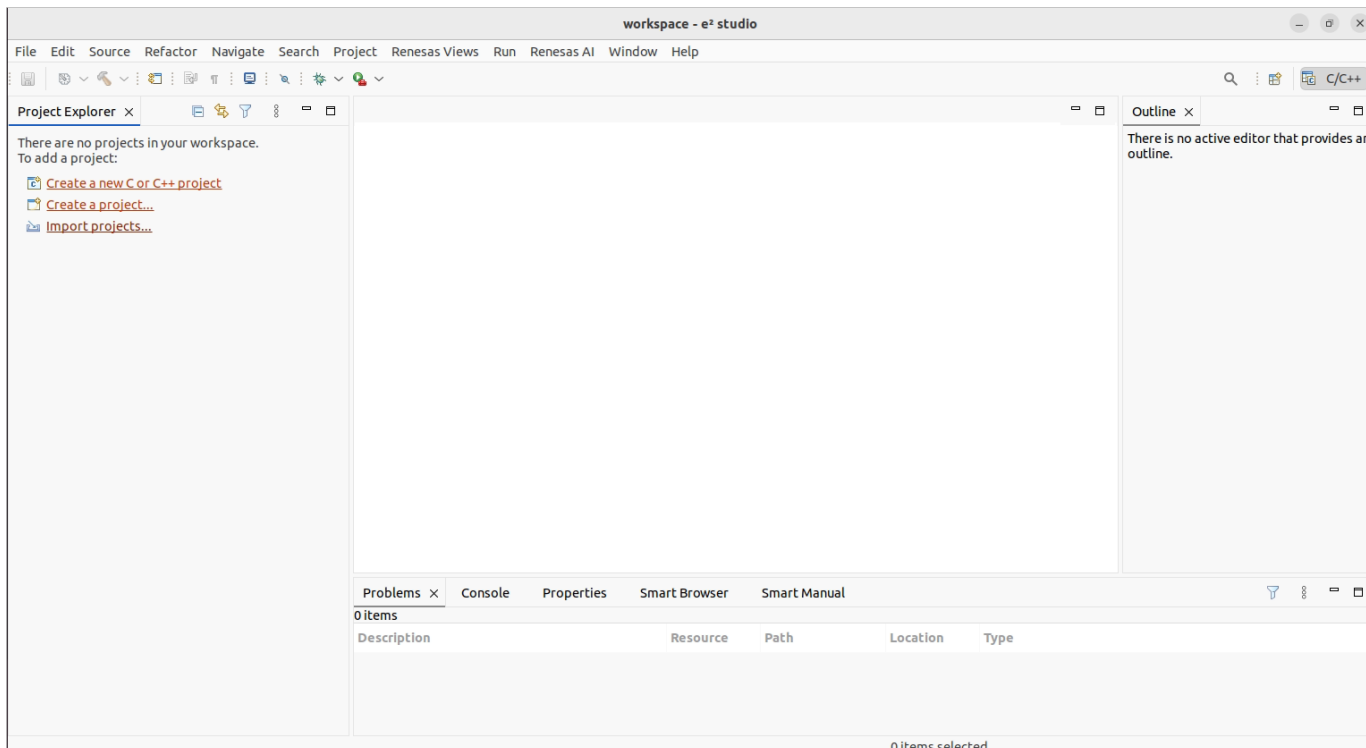 workspace - e² studio
File Edit Source Refactor Navigate Search Project Renesas Views Run Renesas AI Window Help
C/C++
Project Explorer
There are no projects in your workspace.
To add a project:
Create a new C or C++ project
Create a project...
Import projects...
Outline
There is no active editor that provides an
outline.
Problems Console Properties Smart Browser Smart Manual
0 items
Description Resource Path Location Type
0 items selected